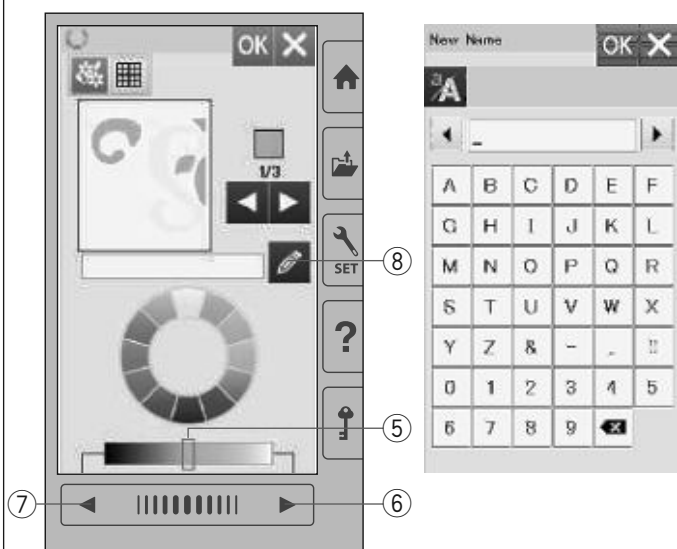 OK
1/3
SET
⑧
⑤
⑦
⑥
New Name
OK
a/A
_
A B C D E F
G H I J K L
M N O P Q R
S T U V W X
Y Z & -
0 1 2 3 4 5
6 7 8 9